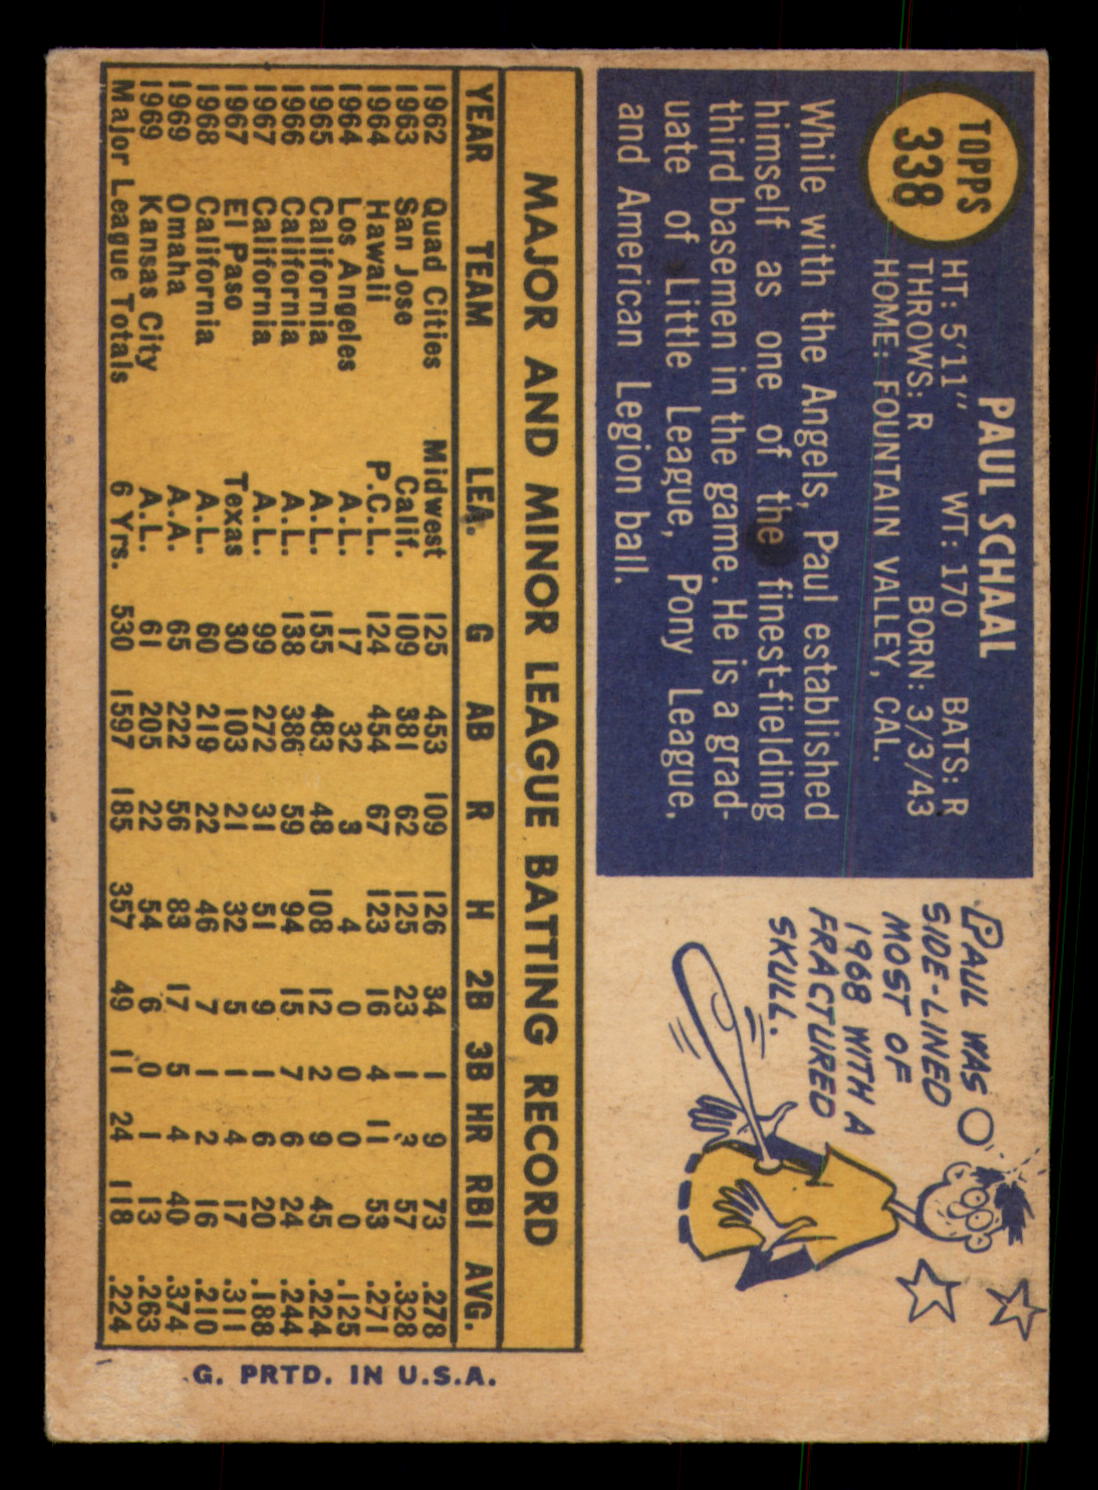 TOPPS
338
PAUL SCHAAL
HT: 5'11" WT: 170 BATS: R
THROWS: R BORN: 3/3/43
HOME: FOUNTAIN VALLEY, CAL.
While with the Angels, Paul established
himself as one of the finest-fielding
third basemen in the game. He is a grad-
uate of Little League, Pony League,
and American Legion ball.
PAUL WAS
SIDE-LINED
MOST OF
1968 WITH A
FRACTURED
SKULL.
MAJOR AND MINOR LEAGUE BATTING RECORD
YEAR TEAM LEA. G AB R H 2B 3B HR RBI AVG.
1962 Quad Cities Midwest 125 453 109 126 34 1 9 73 .278
1963 San Jose Calif. 109 381 62 125 23 1 3 57 .328
1964 Hawaii P.C.L. 124 454 67 123 16 4 11 53 .271
1964 Los Angeles A.L. 17 32 3 4 0 0 0 0 .125
1965 California A.L. 155 483 48 108 12 2 9 45 .224
1966 California A.L. 138 386 59 94 15 7 6 24 .244
1967 California A.L. 99 272 31 51 9 1 6 20 .188
1967 El Paso Texas 30 103 21 32 5 1 4 17 .311
1968 California A.L. 60 219 22 46 7 1 2 16 .210
1969 Omaha A.A. 65 222 56 83 17 5 4 40 .374
1969 Kansas City A.L. 61 205 22 54 6 0 1 13 .263
Major League Totals 6 Yrs. 530 1597 185 357 49 11 24 118 .224
G. PRTD. IN U.S.A.